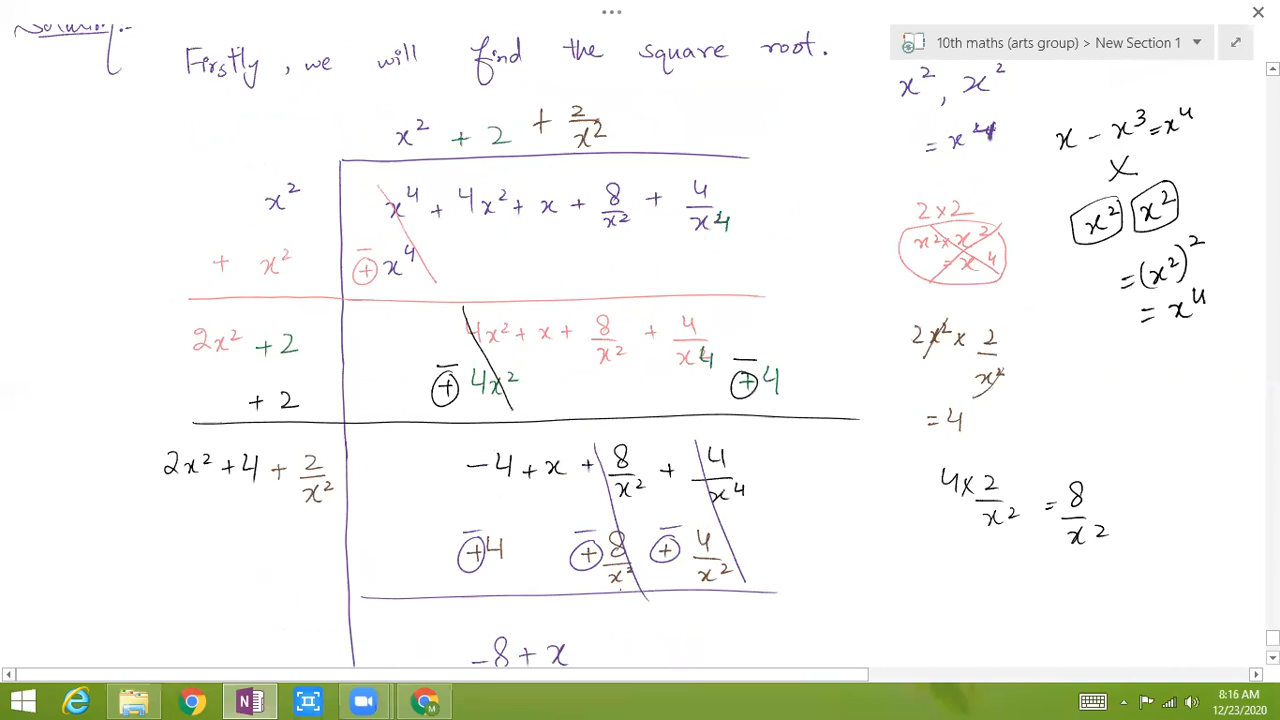 Solution:-
10th maths (arts group) > New Section 1
Firstly, we will find the square root.
x² + 2 + 2/x²
x² x⁴ + 4x² + x + 8/x² + 4/x⁴
+ x² + x⁴
−
2x² + 2 4x² + x + 8/x² + 4/x⁴
+ 2 + 4x² + 4
− −
2x² + 4 + 2/x² −4 + x + 8/x² + 4/x⁴
+4 + 8/x² + 4/x²
− − −
−8 + x
x² , x²
= x⁴
2 × 2
x² × x²
= x⁴
2x² × 2/x²
= 4
4 × 2/x² = 8/x²
x − x³ = x⁴
X
x² x²
= (x²)²
= x⁴
8:16 AM
12/23/2020